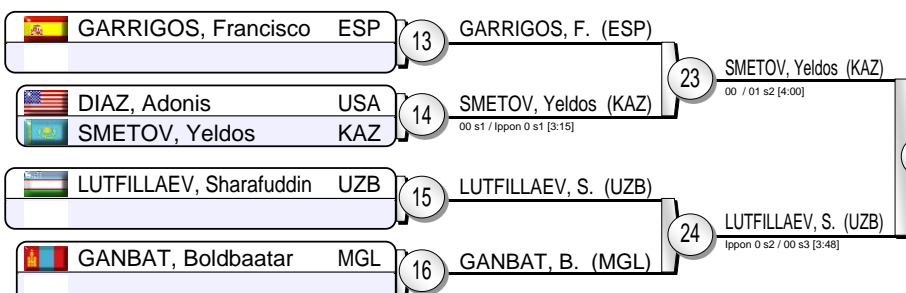 GARRIGOS, Francisco ESP
13
GARRIGOS, F. (ESP)
DIAZ, Adonis USA
SMETOV, Yeldos KAZ
14
SMETOV, Yeldos (KAZ)
00 s1 / Ippon 0 s1 [3:15]
23
SMETOV, Yeldos (KAZ)
00 / 01 s2 [4:00]
LUTFILLAEV, Sharafuddin UZB
15
LUTFILLAEV, S. (UZB)
GANBAT, Boldbaatar MGL
16
GANBAT, B. (MGL)
24
LUTFILLAEV, S. (UZB)
Ippon 0 s2 / 00 s3 [3:48]